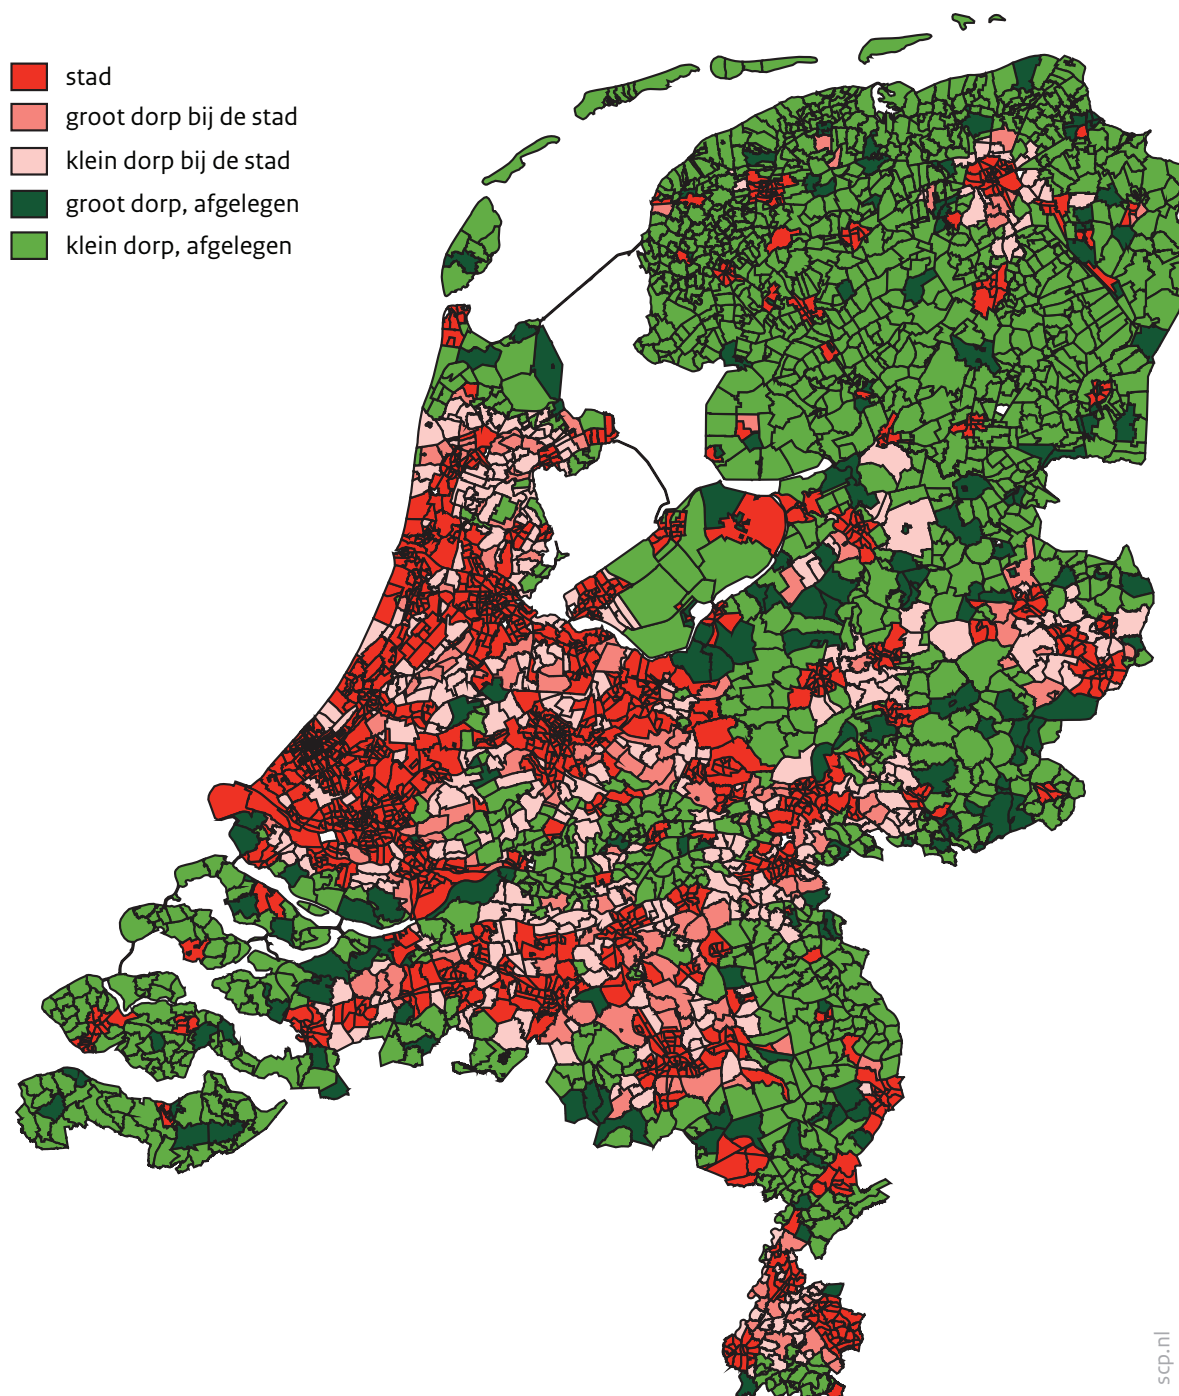 stad
groot dorp bij de stad
klein dorp bij de stad
groot dorp, afgelegen
klein dorp, afgelegen
scp.nl